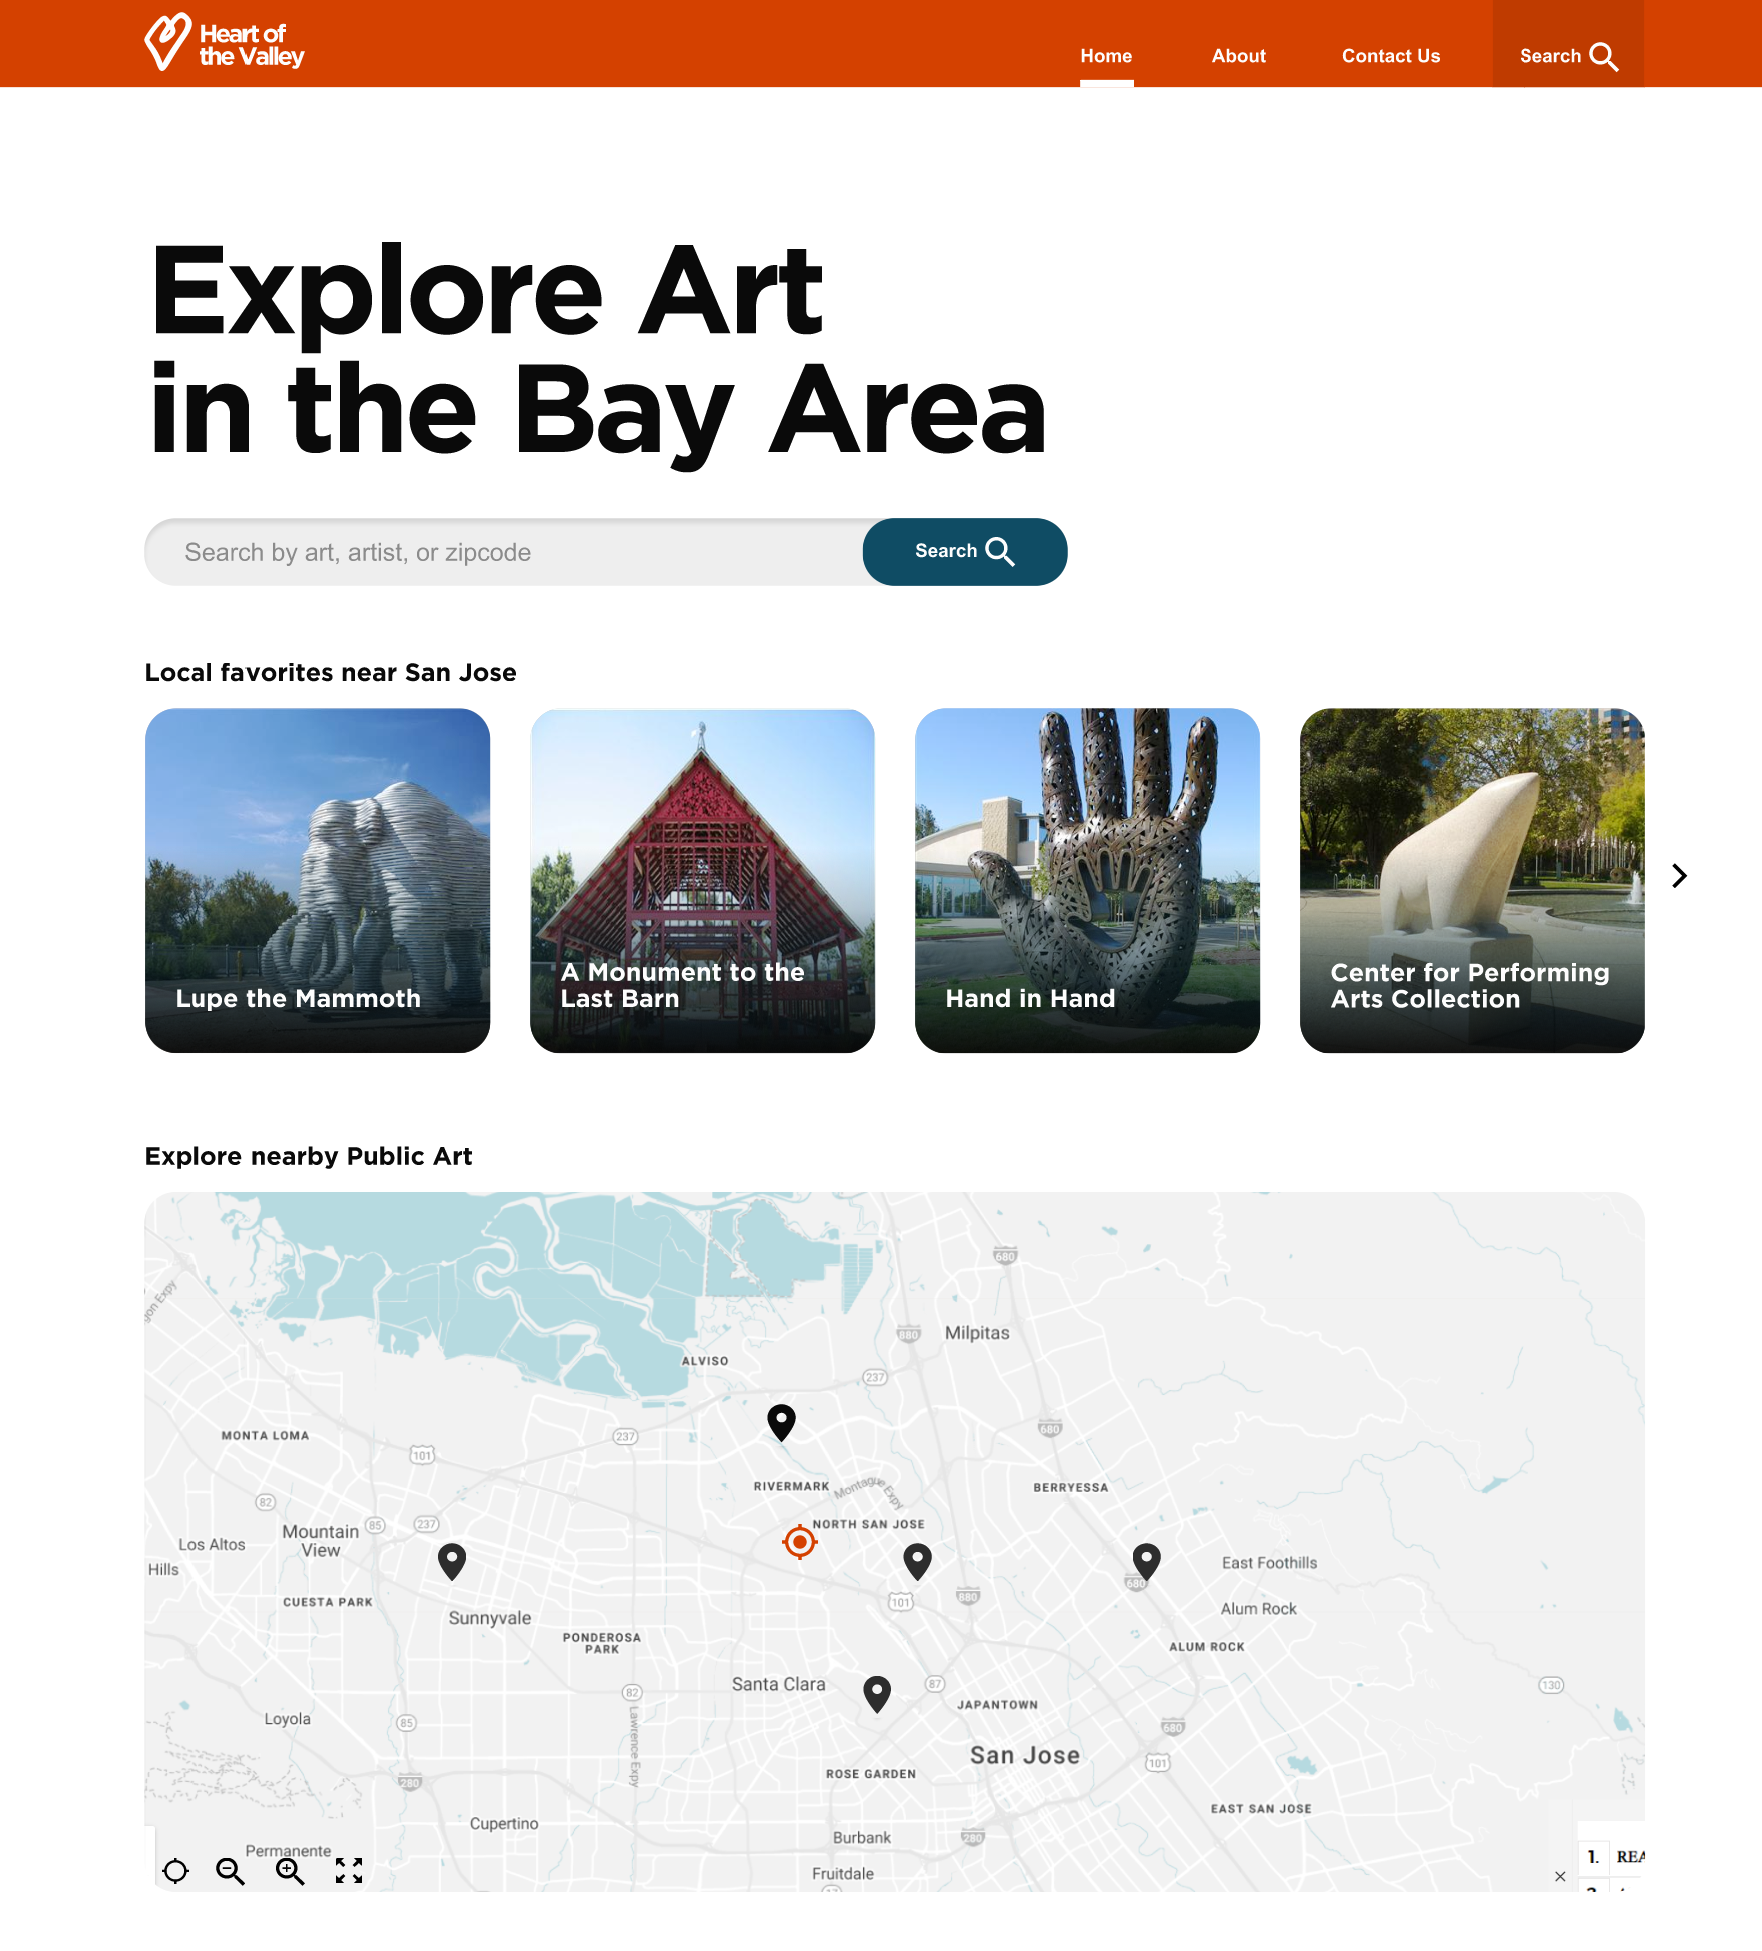 Heart of
the Valley
Home
About
Contact Us
Search
Explore Art
in the Bay Area
Search by art, artist, or zipcode
Search
Local favorites near San Jose
Lupe the Mammoth
A Monument to the
Last Barn
Hand in Hand
Center for Performing
Arts Collection
Explore nearby Public Art
680
880
Milpitas
ALVISO
237
MONTA LOMA
237
680
101
RIVERMARK
Montague Expy
BERRYESSA
82
Mountain
View
85
237
NORTH SAN JOSE
Los Altos
Hills
East Foothills
680
CUESTA PARK
101
880
Alum Rock
Sunnyvale
PONDEROSA
PARK
ALUM ROCK
Santa Clara
87
130
82
JAPANTOWN
Loyola
85
Lawrence Expy
680
San Jose
101
ROSE GARDEN
280
EAST SAN JOSE
Cupertino
Burbank
280
Permanente
Fruitdale
17
1.